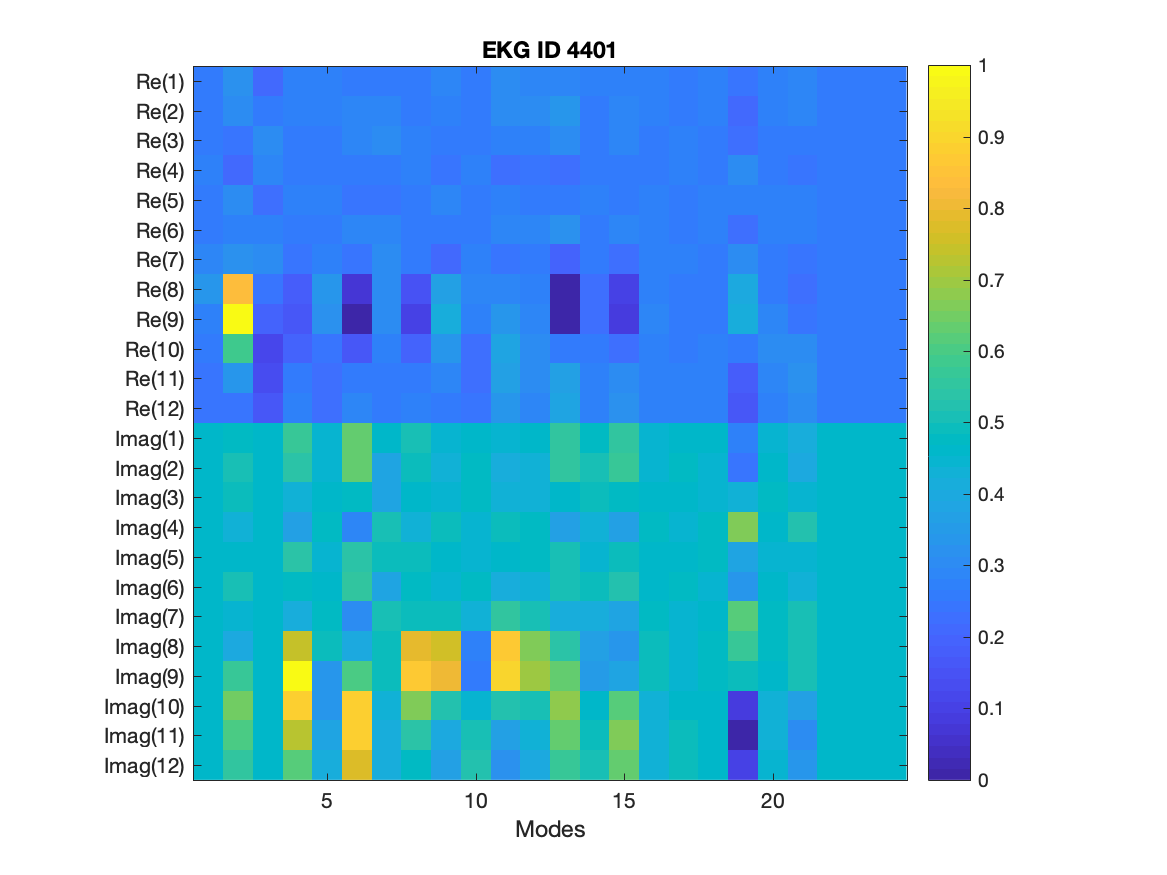 EKG ID 4401
Re(1)
Re(2)
Re(3)
Re(4)
Re(5)
Re(6)
Re(7)
Re(8)
Re(9)
Re(10)
Re(11)
Re(12)
Imag(1)
Imag(2)
Imag(3)
Imag(4)
Imag(5)
Imag(6)
Imag(7)
Imag(8)
Imag(9)
Imag(10)
Imag(11)
Imag(12)
5 10 15 20
Modes
1
0.9
0.8
0.7
0.6
0.5
0.4
0.3
0.2
0.1
0